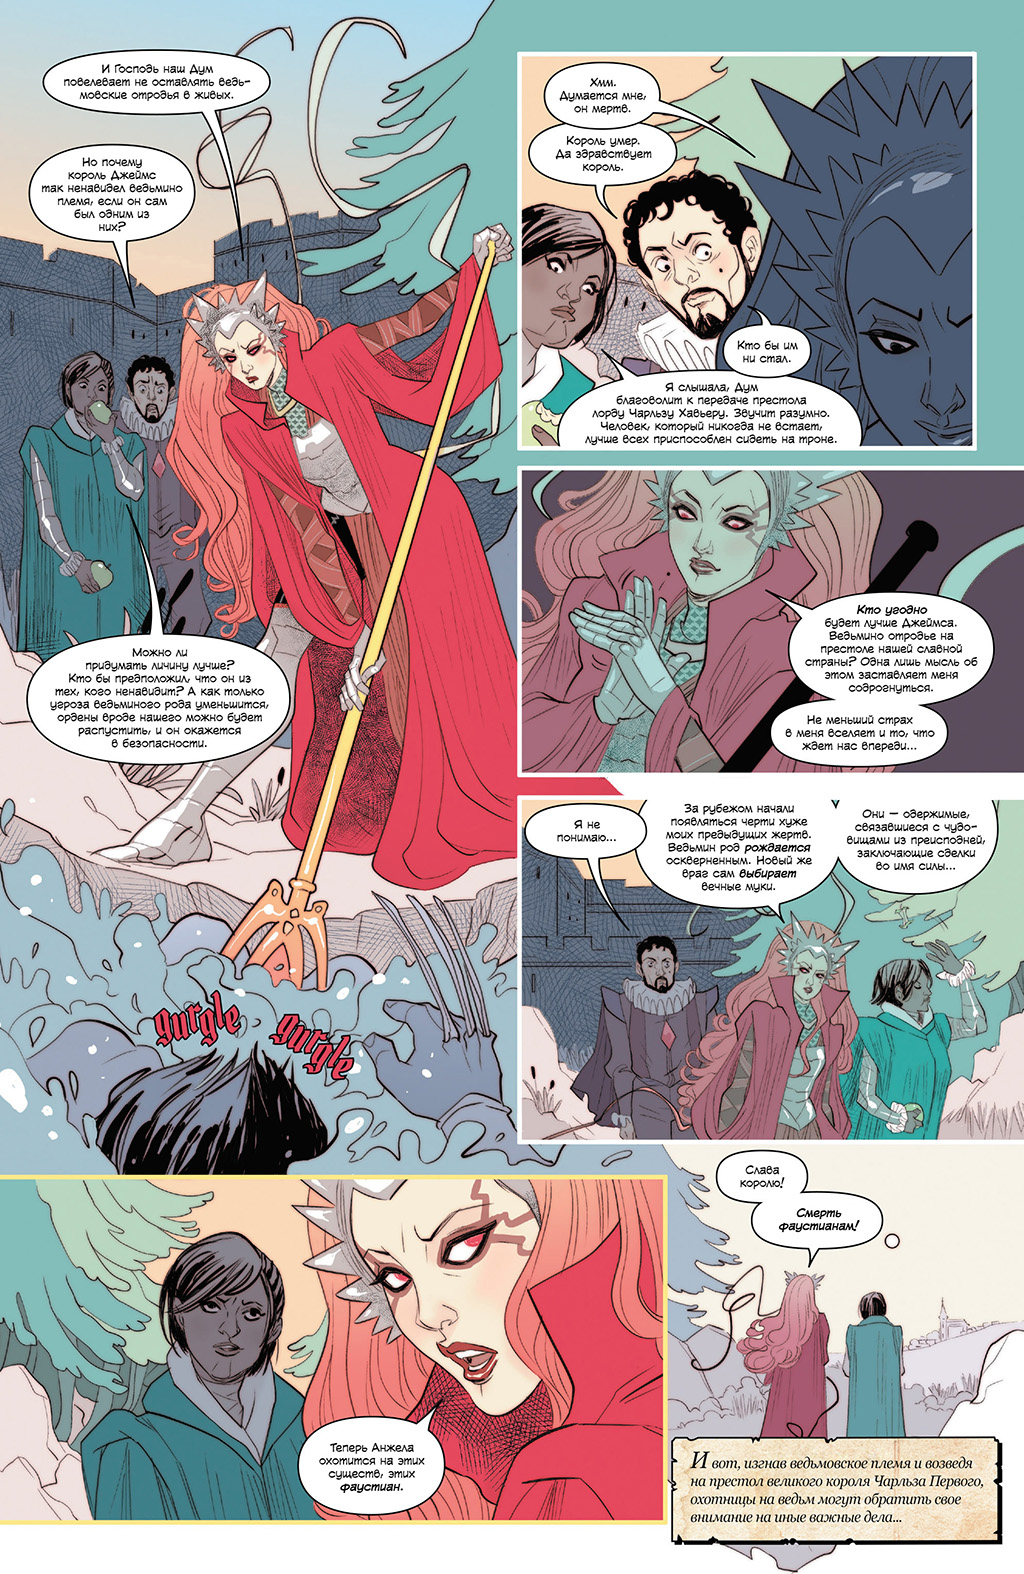 И Господь наш Дум
повелевает не оставлять ведь-
мовские отродья в живых.
Но почему
король Джеймс
так ненавидел ведьмино
племя, если он сам
был одним из
них?
Можно ли
придумать личину лучше?
Кто бы предположил, что он из
тех, кого ненавидит? А как только
угроза ведьминого рода уменьшится,
ордены вроде нашего можно будет
распустить, и он окажется
в безопасности.
gurgle
gurgle
Хмм.
Думается мне,
он мертв.
Король умер.
Да здравствует
король.
Кто бы им
ни стал.
Я слышала, Дум
благоволит к передаче престола
лорду Чарльзу Хавьеру. Звучит разумно.
Человек, который никогда не встает,
лучше всех приспособлен сидеть на троне.
Кто угодно
будет лучше Джеймса.
Ведьмино отродье на
престоле нашей славной
страны? Одна лишь мысль об
этом заставляет меня
содрогнуться.
Не меньший страх
в меня вселяет и то, что
ждет нас впереди...
Я не
понимаю...
За рубежом начали
появляться черти хуже
моих предыдущих жертв.
Ведьмин род рождается
оскверненным. Новый же
враг сам выбирает
вечные муки.
Они — одержимые,
связавшиеся с чудо-
вищами из преисподней,
заключающие сделки
во имя силы...
Теперь Анжела
охотится на этих
существ, этих
фаустиан.
Слава
королю!
Смерть
фаустианам!
И вот, изгнав ведьмовское племя и возведя
на престол великого короля Чарльза Первого,
охотницы на ведьм могут обратить свое
внимание на иные важные дела...